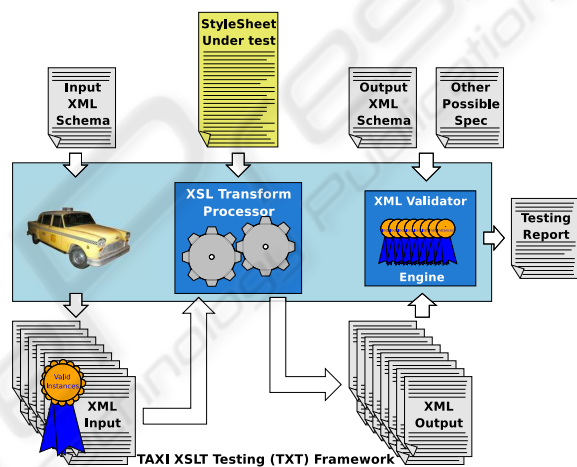 StyleSheet
Under test
Input
XML
Schema
Output
XML
Schema
Other
Possible
Spec
XSL Transform
Processor
XML Validator
Engine
Testing
Report
Valid
Instances
XML
Input
XML
Output
TAXI XSLT Testing (TXT) Framework